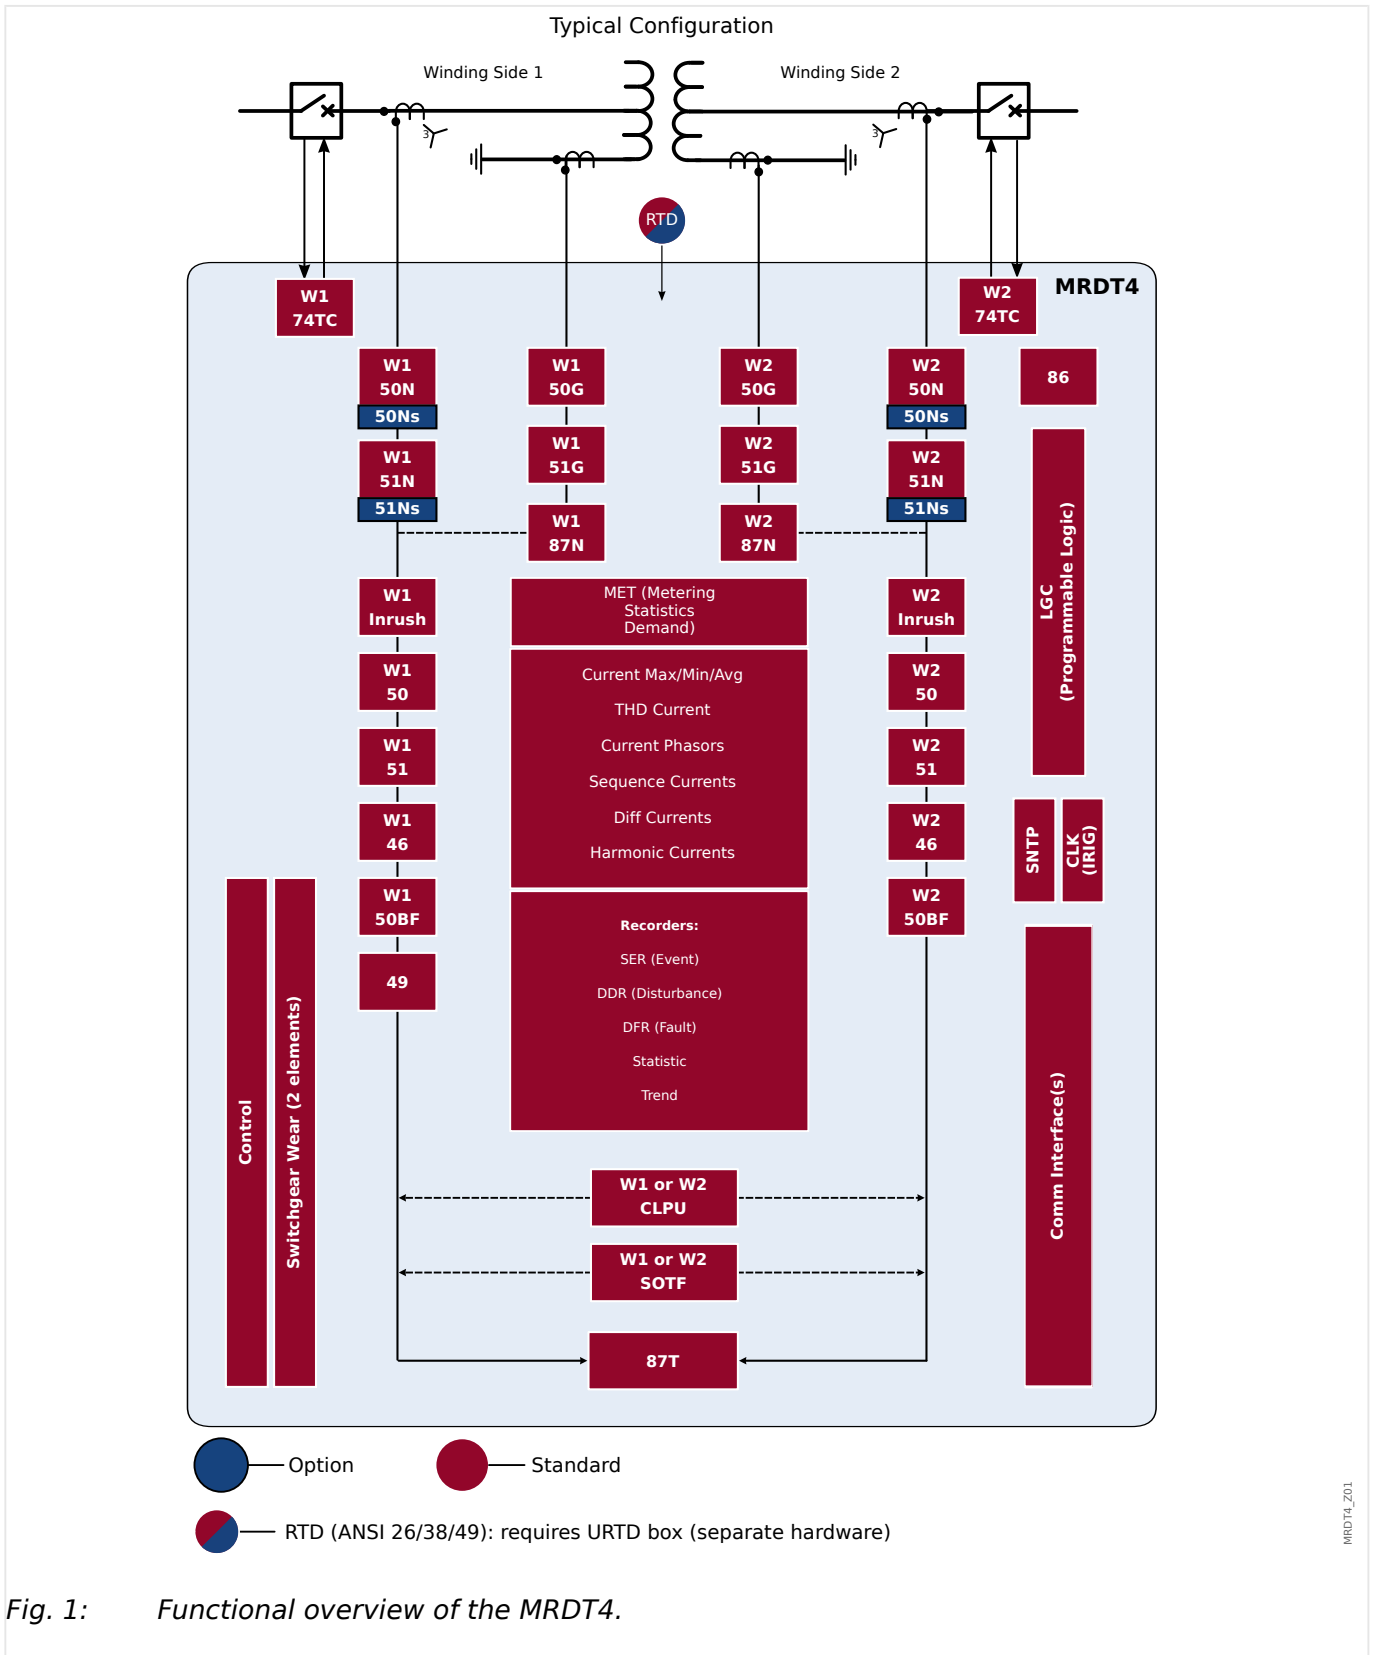 Typical Configuration
Winding Side 1
Winding Side 2
3
3
RTD
MRDT4
W1
74TC
W2
74TC
W1
50N
50Ns
W1
50G
W2
50G
W2
50N
50Ns
86
W1
51N
51Ns
W1
51G
W2
51G
W2
51N
51Ns
W1
87N
W2
87N
LGC
(Programmable Logic)
W1
Inrush
MET (Metering
Statistics
Demand)
W2
Inrush
W1
50
W2
50
Current Max/Min/Avg
THD Current
Current Phasors
Sequence Currents
Diff Currents
Harmonic Currents
W1
51
W2
51
W1
46
W2
46
SNTP
CLK
(IRIG)
W1
50BF
W2
50BF
49
Recorders:
SER (Event)
DDR (Disturbance)
DFR (Fault)
Statistic
Trend
Control
Switchgear Wear (2 elements)
Comm Interface(s)
W1 or W2
CLPU
W1 or W2
SOTF
87T
Option
Standard
RTD (ANSI 26/38/49): requires URTD box (separate hardware)
MRDT4_Z01
Fig. 1: Functional overview of the MRDT4.